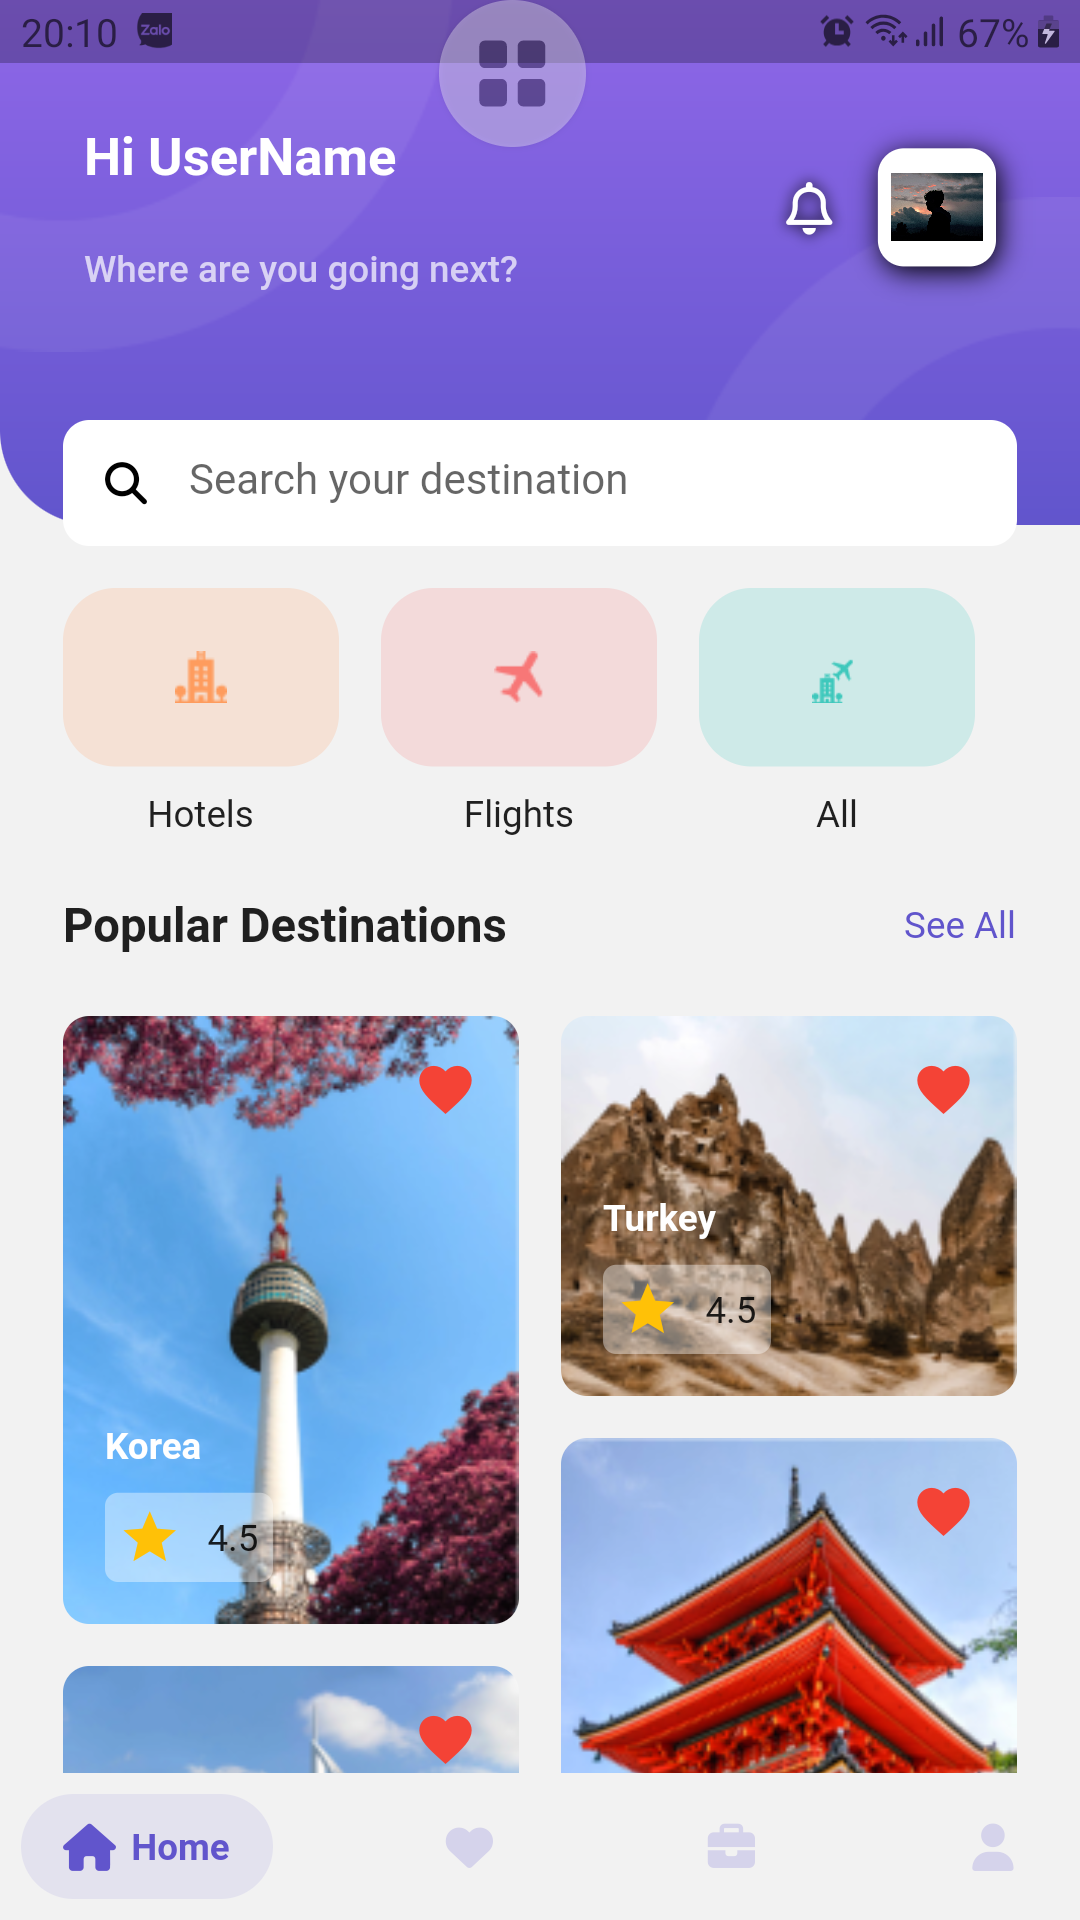 20:10 Zalo 67%
Hi UserName
Where are you going next?
Search your destination
Hotels Flights All
Popular Destinations See All
Turkey
4.5
Korea
4.5
Home